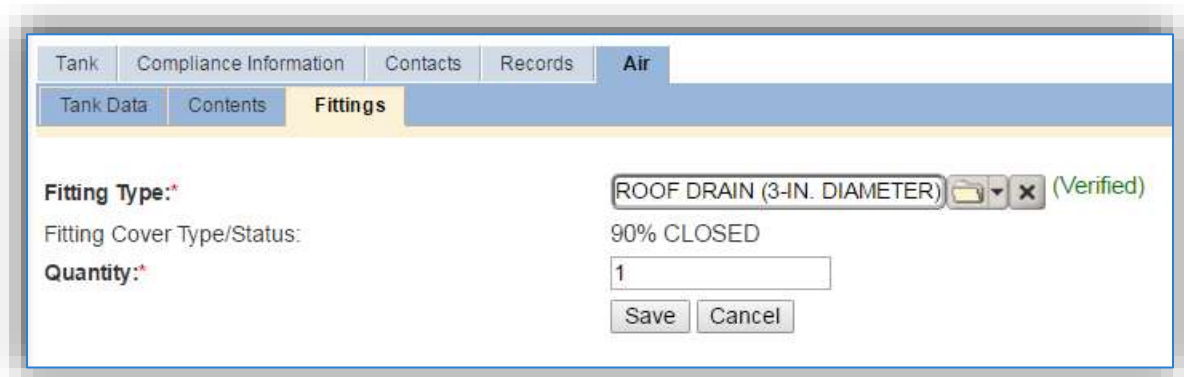 Tank Compliance Information Contacts Records Air
Tank Data Contents Fittings
Fitting Type:* ROOF DRAIN (3-IN. DIAMETER) (Verified)
Fitting Cover Type/Status: 90% CLOSED
Quantity:* 1
Save Cancel